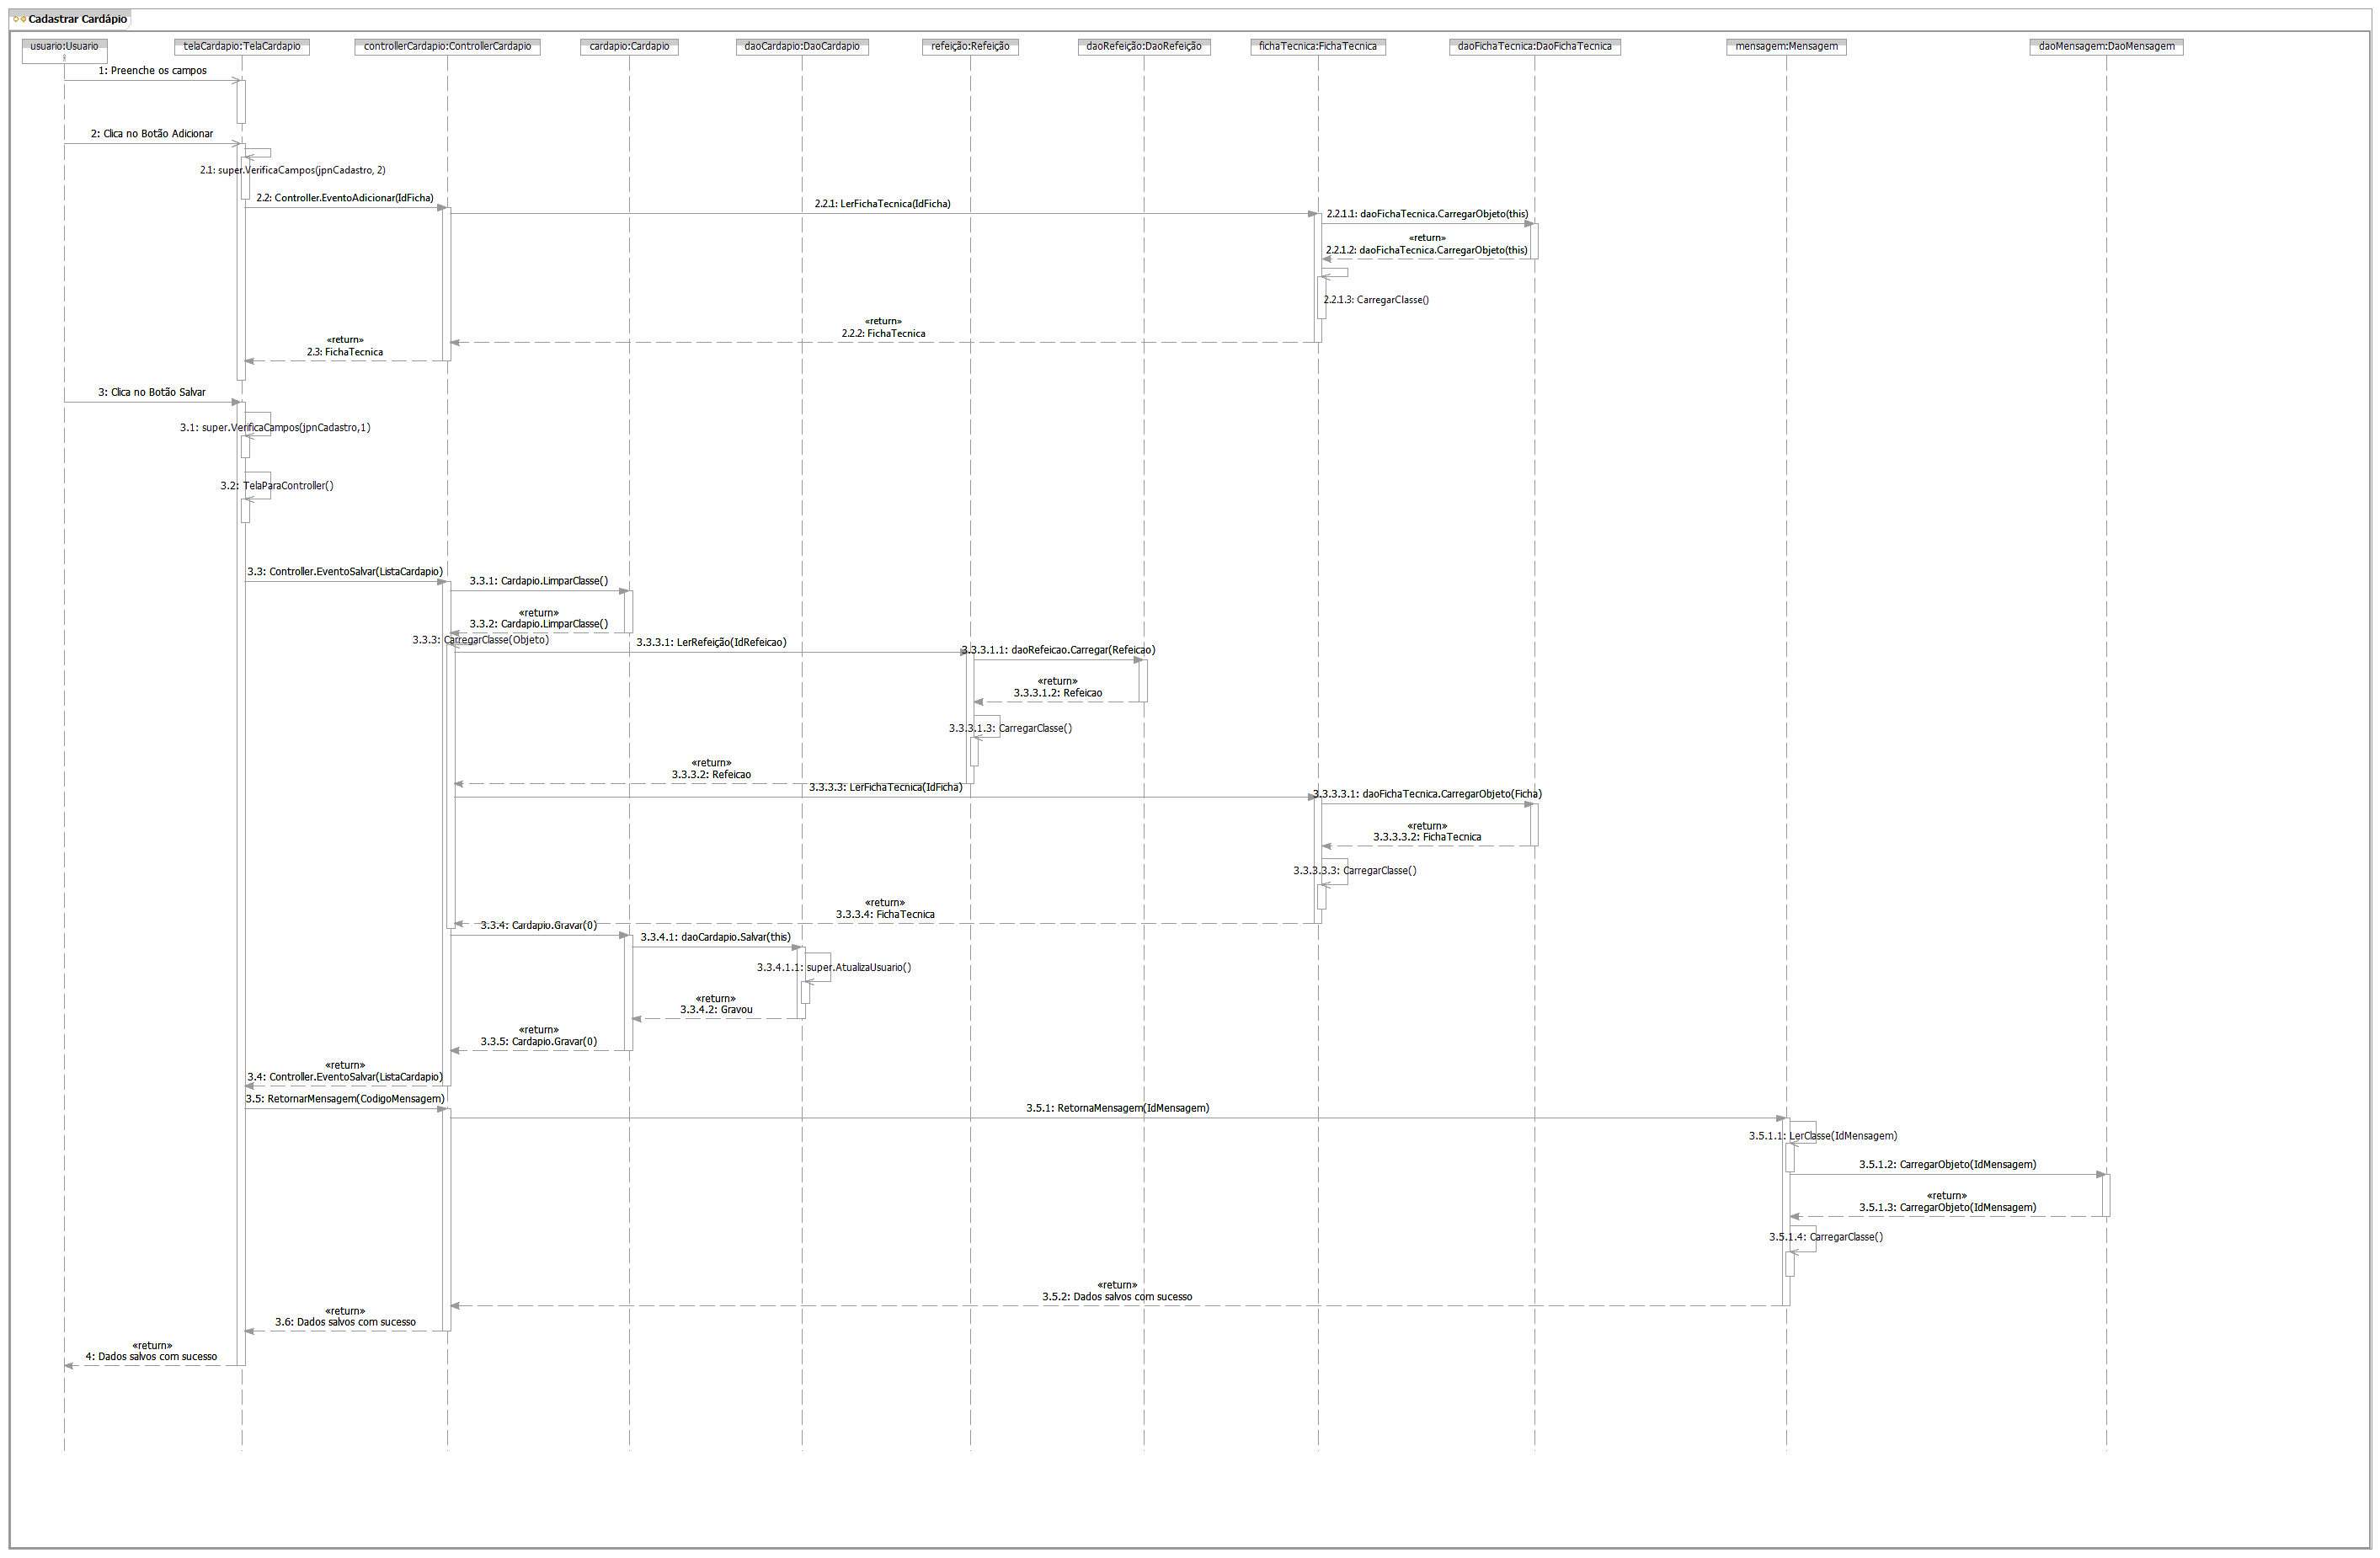 Cadastrar Cardápio
usuario:Usuario
telaCardapio:TelaCardapio
controllerCardapio:ControllerCardapio
cardapio:Cardapio
daoCardapio:DaoCardapio
refeição:Refeição
daoRefeição:DaoRefeição
fichaTecnica:FichaTecnica
daoFichaTecnica:DaoFichaTecnica
mensagem:Mensagem
daoMensagem:DaoMensagem
1: Preenche os campos
2: Clica no Botão Adicionar
2.1: super.VerificaCampos(jpnCadastro, 2)
2.2: Controller.EventoAdicionar(IdFicha)
2.2.1: LerFichaTecnica(IdFicha)
2.2.1.1: daoFichaTecnica.CarregarObjeto(this)
«return»
2.2.1.2: daoFichaTecnica.CarregarObjeto(this)
2.2.1.3: CarregarClasse()
«return»
2.2.2: FichaTecnica
«return»
2.3: FichaTecnica
3: Clica no Botão Salvar
3.1: super.VerificaCampos(jpnCadastro,1)
3.2: TelaParaController()
3.3: Controller.EventoSalvar(ListaCardapio)
3.3.1: Cardapio.LimparClasse()
«return»
3.3.2: Cardapio.LimparClasse()
3.3.3: CarregarClasse(Objeto)
3.3.3.1: LerRefeição(IdRefeicao)
3.3.3.1.1: daoRefeicao.Carregar(Refeicao)
«return»
3.3.3.1.2: Refeicao
3.3.3.1.3: CarregarClasse()
«return»
3.3.3.2: Refeicao
3.3.3.3: LerFichaTecnica(IdFicha)
3.3.3.3.1: daoFichaTecnica.CarregarObjeto(Ficha)
«return»
3.3.3.3.2: FichaTecnica
3.3.3.3.3: CarregarClasse()
«return»
3.3.3.4: FichaTecnica
3.3.4: Cardapio.Gravar(0)
3.3.4.1: daoCardapio.Salvar(this)
3.3.4.1.1: super.AtualizaUsuario()
«return»
3.3.4.2: Gravou
«return»
3.3.5: Cardapio.Gravar(0)
«return»
3.4: Controller.EventoSalvar(ListaCardapio)
3.5: RetornarMensagem(CodigoMensagem)
3.5.1: RetornaMensagem(IdMensagem)
3.5.1.1: LerClasse(IdMensagem)
3.5.1.2: CarregarObjeto(IdMensagem)
«return»
3.5.1.3: CarregarObjeto(IdMensagem)
3.5.1.4: CarregarClasse()
«return»
3.5.2: Dados salvos com sucesso
«return»
3.6: Dados salvos com sucesso
«return»
4: Dados salvos com sucesso